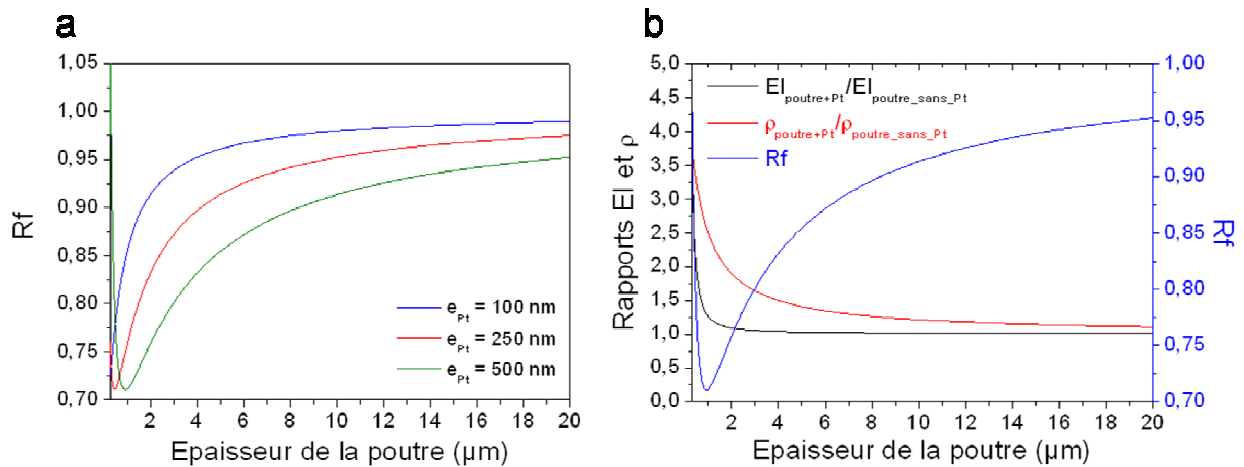 a
1,05
1,00
0,95
0,90
0,85
0,80
0,75
0,70
Rf
2 4 6 8 10 12 14 16 18 20
Epaisseur de la poutre (µm)
e_Pt = 100 nm
e_Pt = 250 nm
e_Pt = 500 nm
b
5,0
4,5
4,0
3,5
3,0
2,5
2,0
1,5
1,0
0,5
0,0
Rapports EI et ρ
EI_poutre+Pt/EI_poutre_sans_Pt
ρ_poutre+Pt/ρ_poutre_sans_Pt
Rf
2 4 6 8 10 12 14 16 18 20
Epaisseur de la poutre (µm)
1,00
0,95
0,90
0,85
0,80
0,75
0,70
Rf